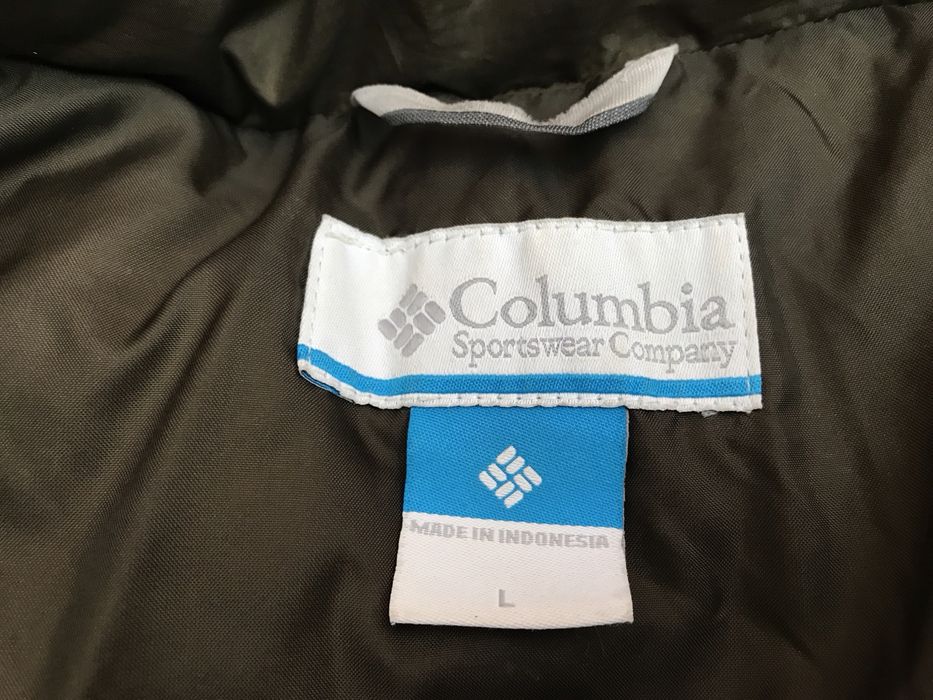 Columbia
Sportswear Company
MADE IN INDONESIA
L